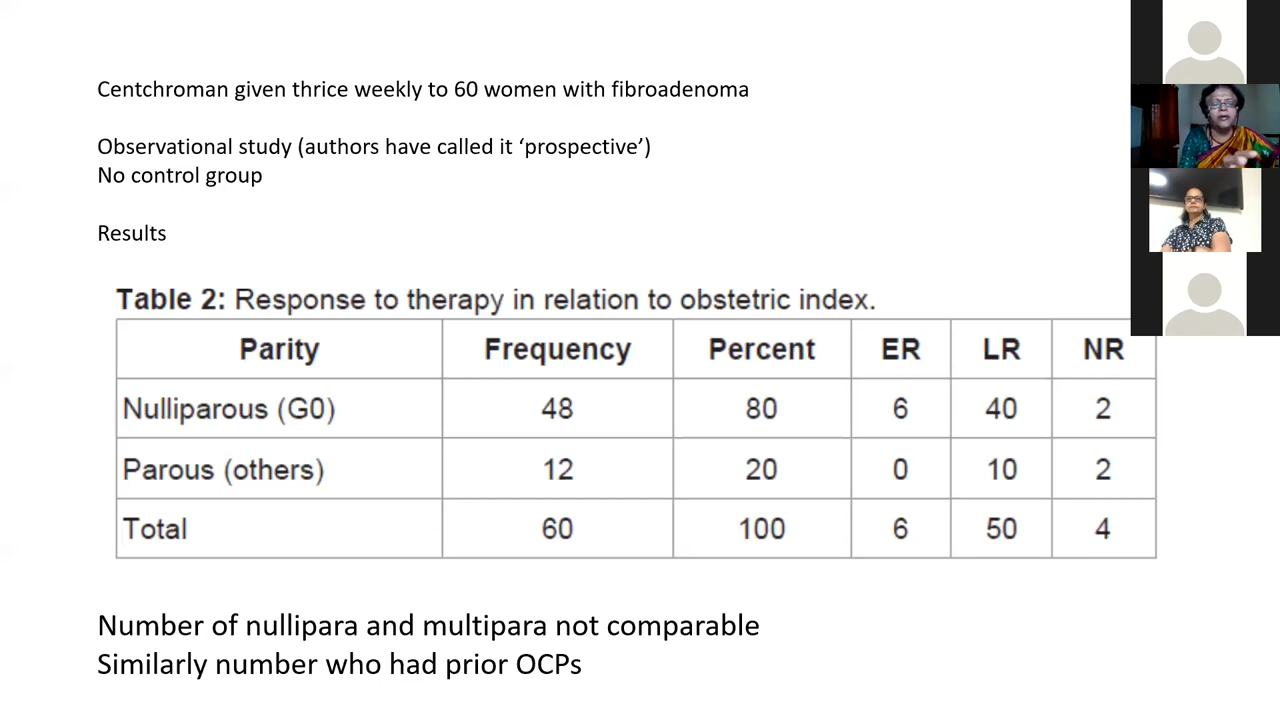 Centchroman given thrice weekly to 60 women with fibroadenoma
Observational study (authors have called it ‘prospective’)
No control group
Results
Table 2: Response to therapy in relation to obstetric index.
Parity Frequency Percent ER LR NR
Nulliparous (G0) 48 80 6 40 2
Parous (others) 12 20 0 10 2
Total 60 100 6 50 4
Number of nullipara and multipara not comparable
Similarly number who had prior OCPs